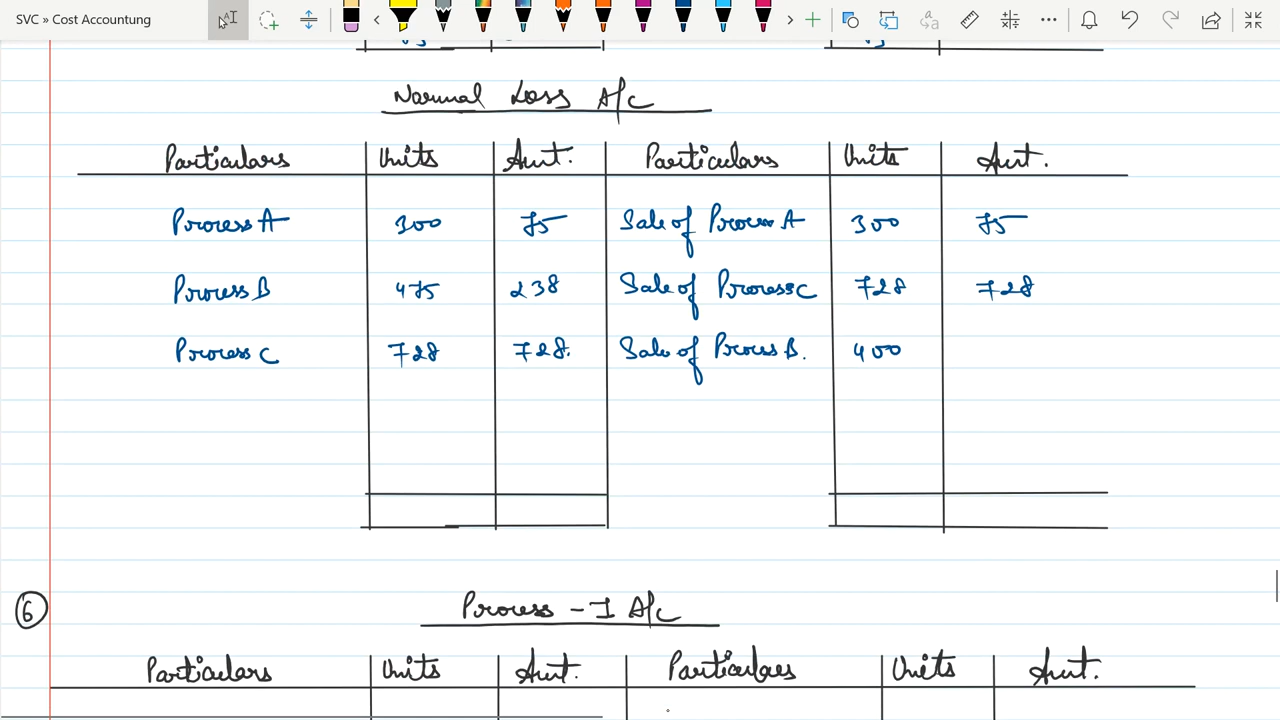 SVC » Cost Accountung
Normal Loss A/c
Particulars Units Amt. Particulars Units Amt.
Process A 300 75 Sale of Process A 300 75
Process B 475 238 Sale of Process C 728 728
Process C 728 728. Sale of Process B. 400
6 Process - I A/c
Particulars Units Amt. Particulars Units Amt.